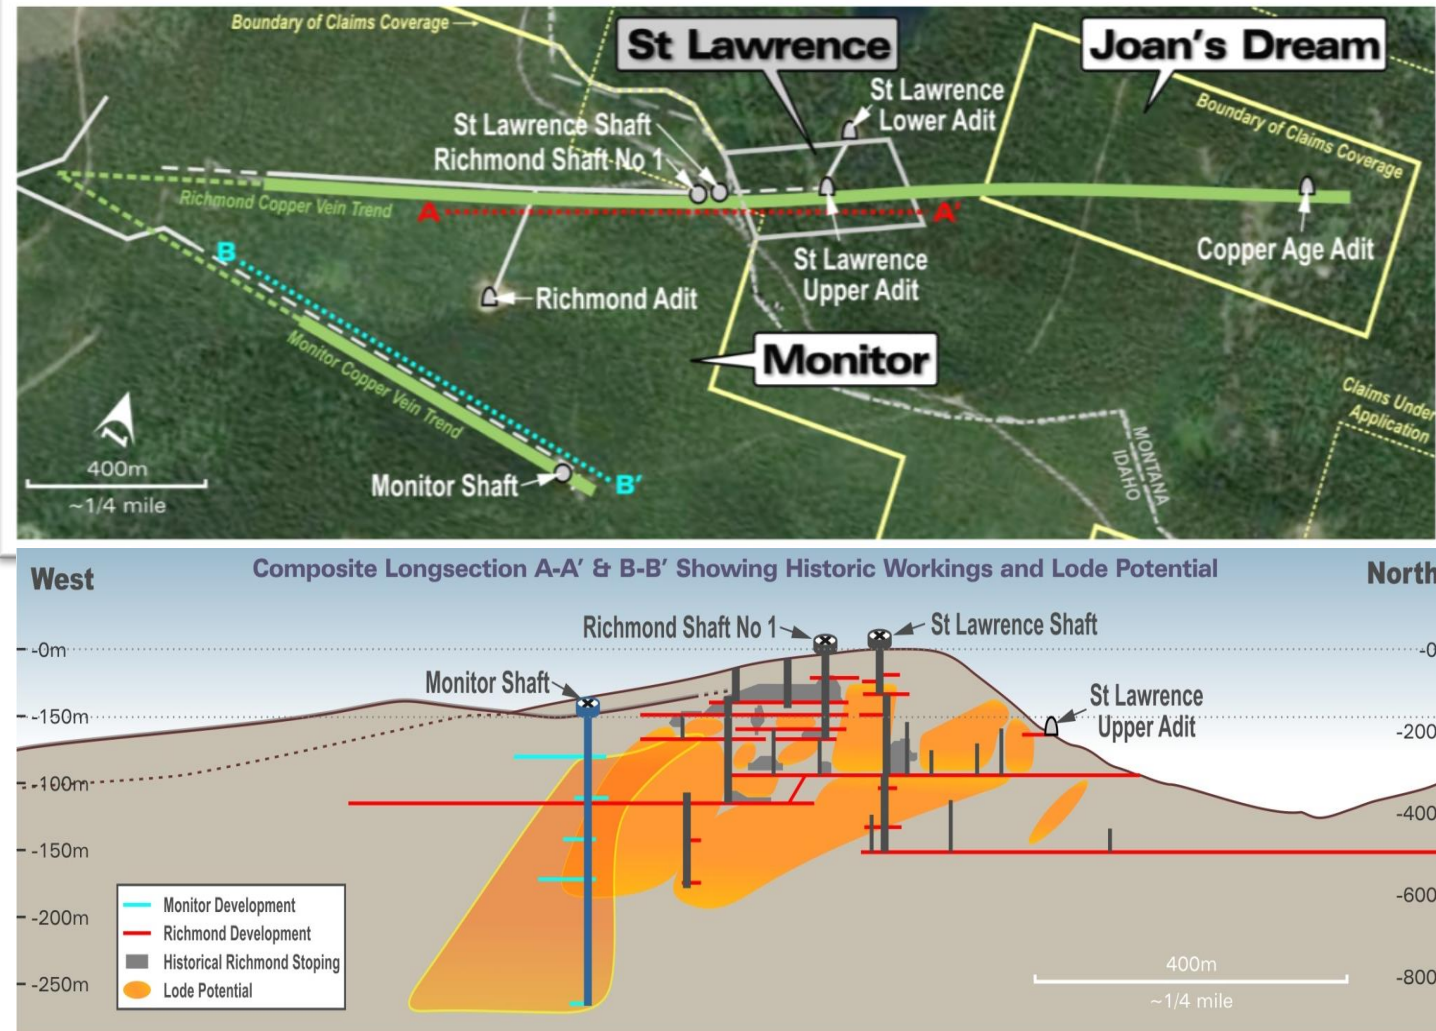 Boundary of Claims Coverage
St Lawrence
Joan's Dream
St Lawrence
Lower Adit
Boundary of Claims Coverage
St Lawrence Shaft
Richmond Shaft No 1
Richmond Copper Vein Trend
A
A'
Copper Age Adit
B
St Lawrence
Upper Adit
Richmond Adit
Monitor
Monitor Copper Vein Trend
Claims Under
Application
MONTANA
IDAHO
N
400m
~1/4 mile
Monitor Shaft
B'
West
Composite Longsection A-A' & B-B' Showing Historic Workings and Lode Potential
North
Richmond Shaft No 1
St Lawrence Shaft
-0m
-0
Monitor Shaft
St Lawrence
Upper Adit
-150m
-200
-100m
-400
-150m
-600
-200m
-250m
-800
Monitor Development
Richmond Development
Historical Richmond Stoping
Lode Potential
400m
~1/4 mile